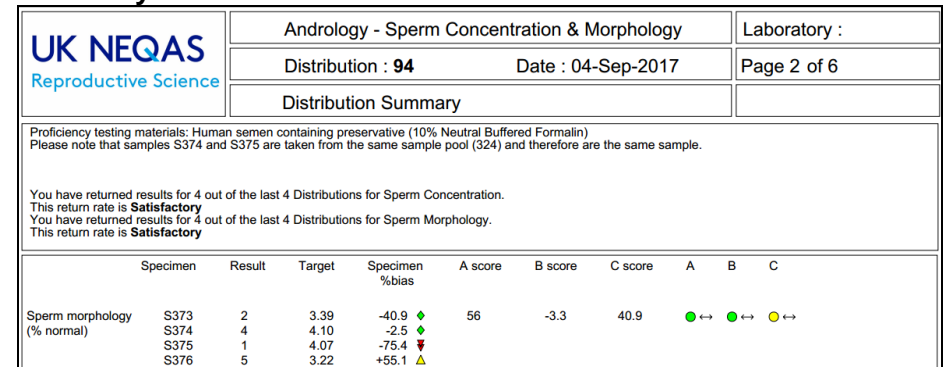 UK NEQAS
Reproductive Science
Andrology - Sperm Concentration & Morphology
Laboratory :
Distribution : 94 Date : 04-Sep-2017
Page 2 of 6
Distribution Summary
Proficiency testing materials: Human semen containing preservative (10% Neutral Buffered Formalin)
Please note that samples S374 and S375 are taken from the same sample pool (324) and therefore are the same sample.
You have returned results for 4 out of the last 4 Distributions for Sperm Concentration.
This return rate is Satisfactory
You have returned results for 4 out of the last 4 Distributions for Sperm Morphology.
This return rate is Satisfactory
Specimen Result Target Specimen %bias A score B score C score A B C
Sperm morphology S373 2 3.39 -40.9 56 -3.3 40.9 ↔ ↔ ↔
(% normal) S374 4 4.10 -2.5
S375 1 4.07 -75.4
S376 5 3.22 +55.1